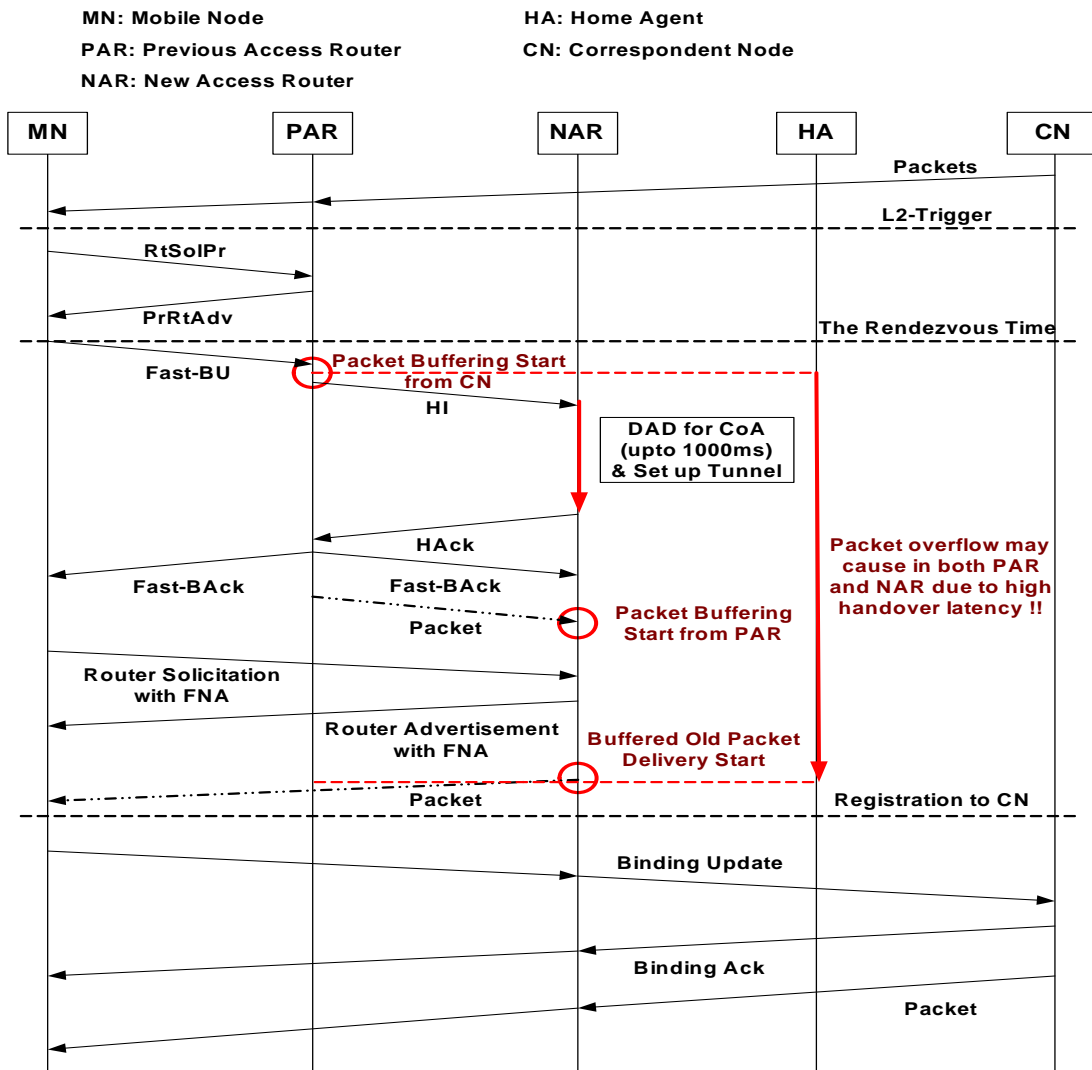 MN: Mobile Node
HA: Home Agent
PAR: Previous Access Router
CN: Correspondent Node
NAR: New Access Router
MN
PAR
NAR
HA
CN
Packets
L2-Trigger
RtSolPr
PrRtAdv
The Rendezvous Time
Fast-BU
Packet Buffering Start
from CN
HI
DAD for CoA
(upto 1000ms)
& Set up Tunnel
HAck
Packet overflow may
cause in both PAR
and NAR due to high
handover latency !!
Fast-BAck
Fast-BAck
Packet
Packet Buffering
Start from PAR
Router Solicitation
with FNA
Router Advertisement
with FNA
Buffered Old Packet
Delivery Start
Packet
Registration to CN
Binding Update
Binding Ack
Packet